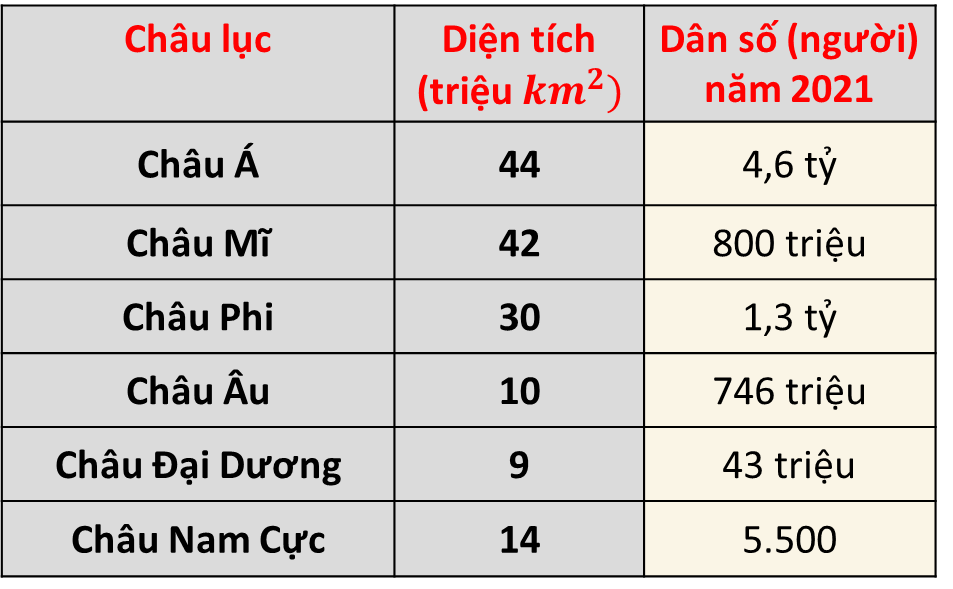 Châu lục
Diện tích
(triệu km²)
Dân số (người)
năm 2021
Châu Á 44 4,6 tỷ
Châu Mĩ 42 800 triệu
Châu Phi 30 1,3 tỷ
Châu Âu 10 746 triệu
Châu Đại Dương 9 43 triệu
Châu Nam Cực 14 5.500